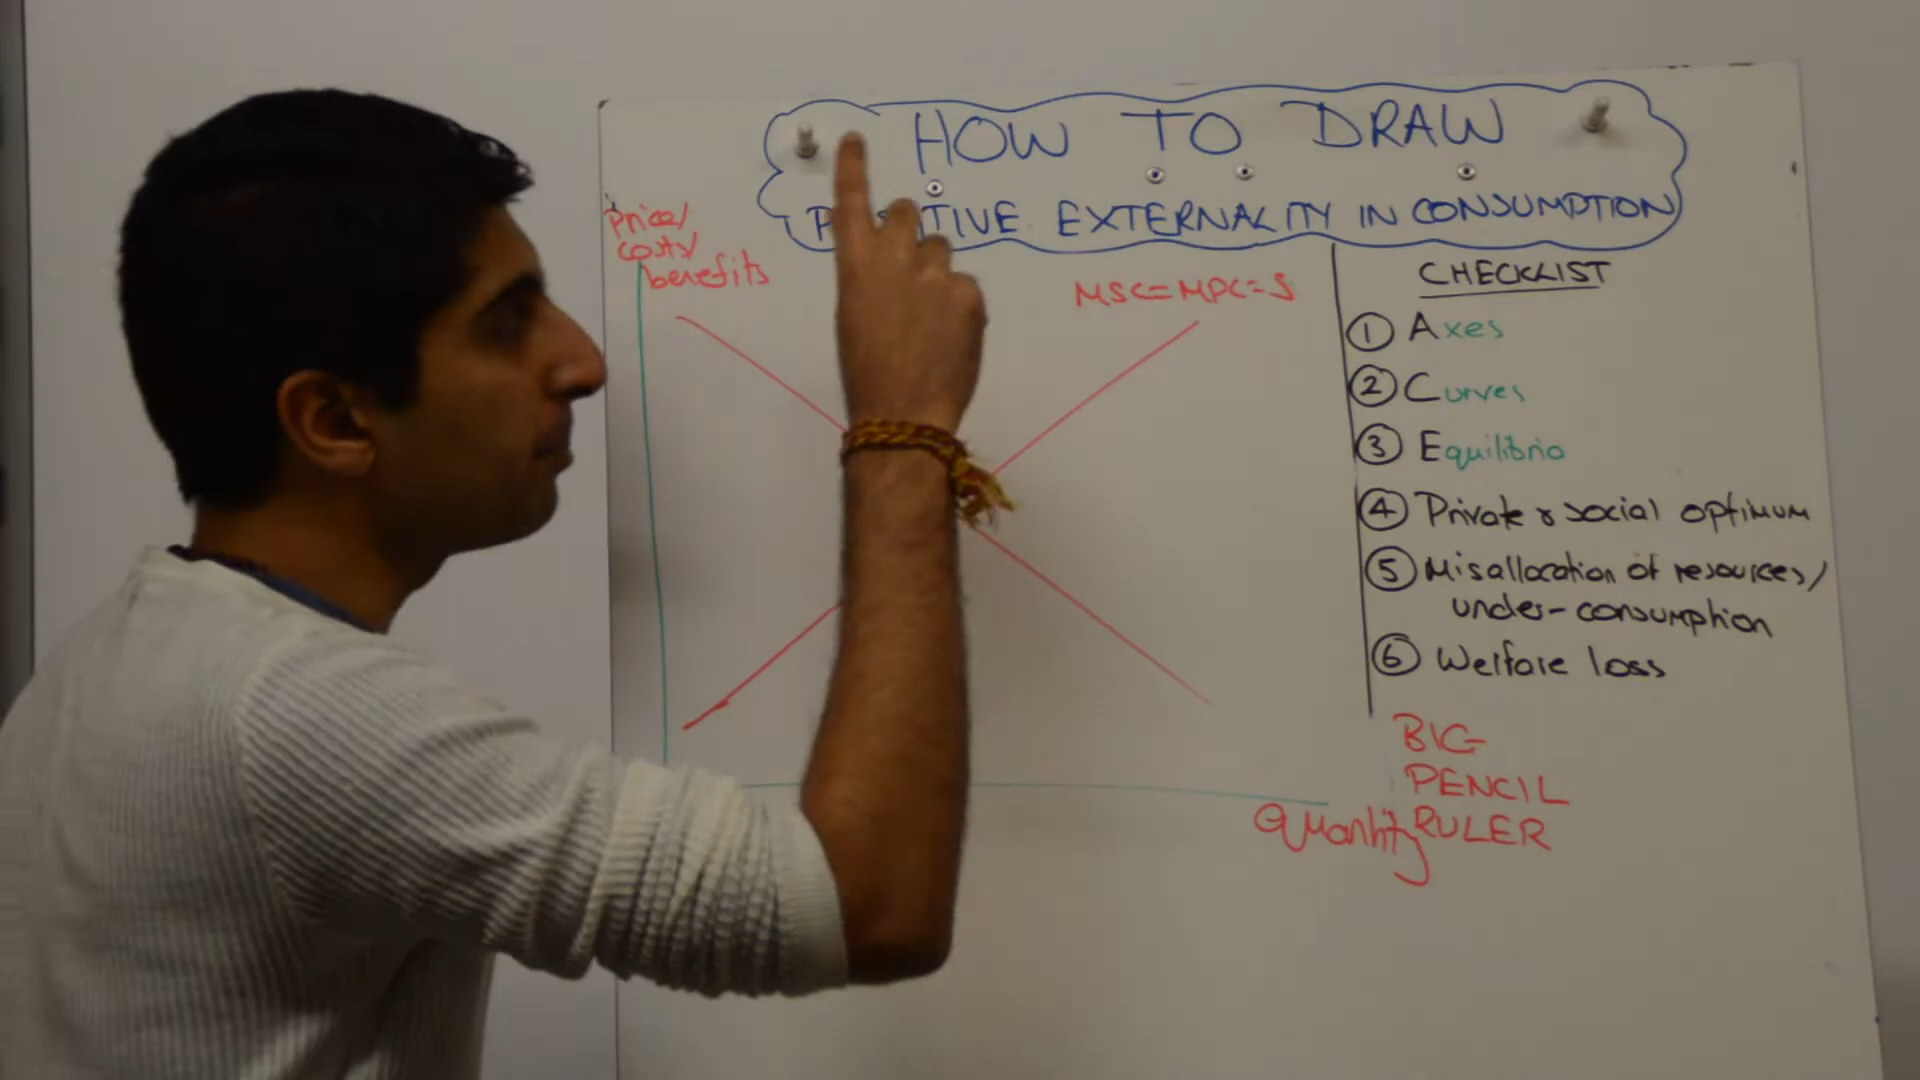 HOW TO DRAW
POSITIVE EXTERNALITY IN CONSUMPTION
Price/
costs/
benefits
MSC=MPC=S
Quantity
CHECKLIST
1 Axes
2 Curves
3 Equilibria
4 Private & social optimum
5 Misallocation of resources/
under-consumption
6 Welfare loss
BIG
PENCIL
RULER